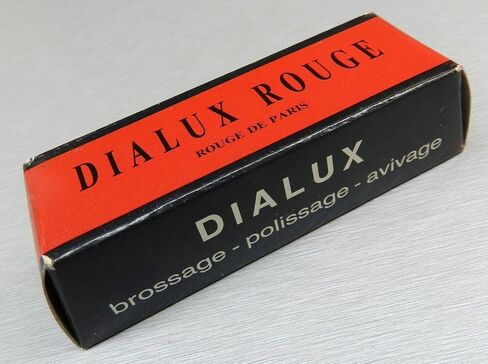 DIALUX ROUGE
ROUGE DE PARIS
DIALUX
brossage - polissage - avivage